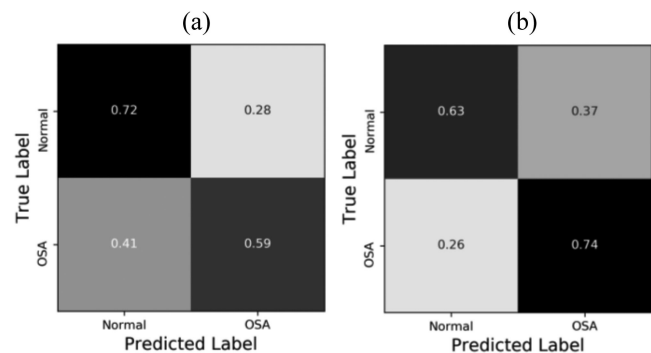 (a)
True Label
Normal
OSA
0.72 0.28
0.41 0.59
Normal OSA
Predicted Label
(b)
True Label
Normal
OSA
0.63 0.37
0.26 0.74
Normal OSA
Predicted Label